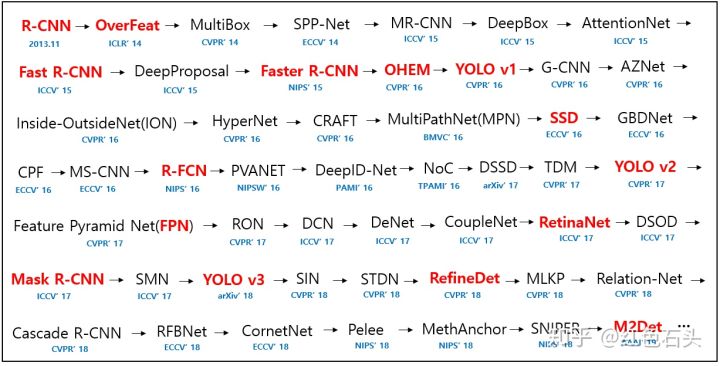 R-CNN → OverFeat → MultiBox → SPP-Net → MR-CNN → DeepBox → AttentionNet →
2013.11 ICLR' 14 CVPR' 14 ECCV' 14 ICCV' 15 ICCV' 15 ICCV' 15
Fast R-CNN → DeepProposal → Faster R-CNN → OHEM → YOLO v1 → G-CNN → AZNet →
ICCV' 15 ICCV' 15 NIPS' 15 CVPR' 16 CVPR' 16 CVPR' 16 CVPR' 16
Inside-OutsideNet(ION) → HyperNet → CRAFT → MultiPathNet(MPN) → SSD → GBDNet →
CVPR' 16 CVPR' 16 CVPR' 16 BMVC' 16 ECCV' 16 ECCV' 16
CPF → MS-CNN → R-FCN → PVANET → DeepID-Net → NoC → DSSD → TDM → YOLO v2 →
ECCV' 16 ECCV' 16 NIPS' 16 NIPSW' 16 PAMI' 16 TPAMI' 16 arXiv' 17 CVPR' 17 CVPR' 17
Feature Pyramid Net(FPN) → RON → DCN → DeNet → CoupleNet → RetinaNet → DSOD →
CVPR' 17 CVPR' 17 ICCV' 17 ICCV' 17 ICCV' 17 ICCV' 17 ICCV' 17
Mask R-CNN → SMN → YOLO v3 → SIN → STDN → RefineDet → MLKP → Relation-Net →
ICCV' 17 ICCV' 17 arXiv' 18 CVPR' 18 CVPR' 18 CVPR' 18 CVPR' 18 CVPR' 18
Cascade R-CNN → RFBNet → CornetNet → Pelee → MethAnchor → SNIPER → M2Det ...
CVPR' 18 ECCV' 18 ECCV' 18 NIPS' 18 NIPS' 18 NIPS' 18
知乎 @红色石头